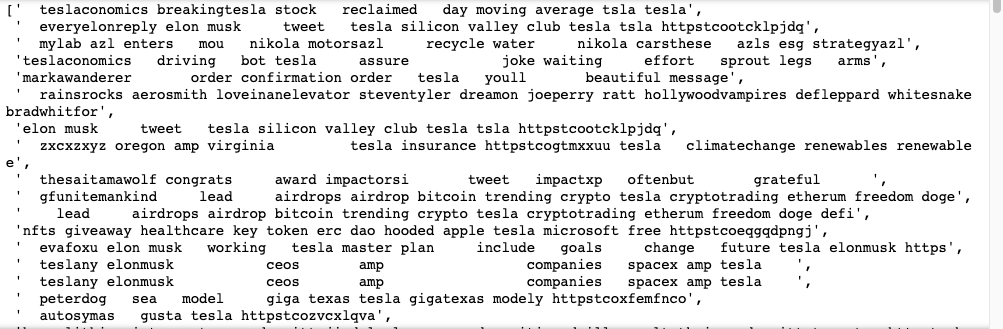 ['  teslaconomics breakingtesla stock   reclaimed   day moving average tsla tesla',
 '  everyelonreply elon musk     tweet   tesla silicon valley club tesla tsla httpstcootcklpjdq',
 '  mylab azl enters   mou   nikola motorsazl     recycle water     nikola carsthese   azls esg strategyazl',
 'teslaconomics   driving   bot tesla     assure           joke waiting     effort   sprout legs   arms',
 'markawanderer       order confirmation order   tesla   youll       beautiful message',
 '  rainsrocks aerosmith loveinanelevator steventyler dreamon joeperry ratt hollywoodvampires defleppard whitesnake
bradwhitfor',
 'elon musk     tweet   tesla silicon valley club tesla tsla httpstcootcklpjdq',
 '  zxcxzxyz oregon amp virginia         tesla insurance httpstcogtmxxuu tesla   climatechange renewables renewable
e',
 '  thesaitamawolf congrats     award impactorsi       tweet   impactxp   oftenbut       grateful     ',
 '  gfunitemankind     lead     airdrops airdrop bitcoin trending crypto tesla cryptotrading etherum freedom doge',
 '    lead     airdrops airdrop bitcoin trending crypto tesla cryptotrading etherum freedom doge defi',
 'nfts giveaway healthcare key token erc dao hooded apple tesla microsoft free httpstcoeqgqdpngj',
 '  evafoxu elon musk   working   tesla master plan     include   goals     change   future tesla elonmusk https',
 '  teslany elonmusk           ceos       amp                 companies   spacex amp tesla    ',
 '  teslany elonmusk           ceos       amp                 companies   spacex amp tesla    ',
 '  peterdog   sea   model     giga texas tesla gigatexas modely httpstcoxfemfnco',
 '  autosymas   gusta tesla httpstcozvcxlqva',